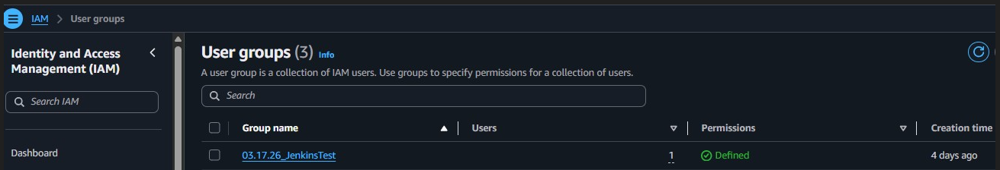 IAM > User groups
Identity and Access
Management (IAM)
Search IAM
Dashboard
User groups (3) Info
A user group is a collection of IAM users. Use groups to specify permissions for a collection of users.
Search
Group name Users Permissions Creation time
03.17.26_JenkinsTest 1 Defined 4 days ago